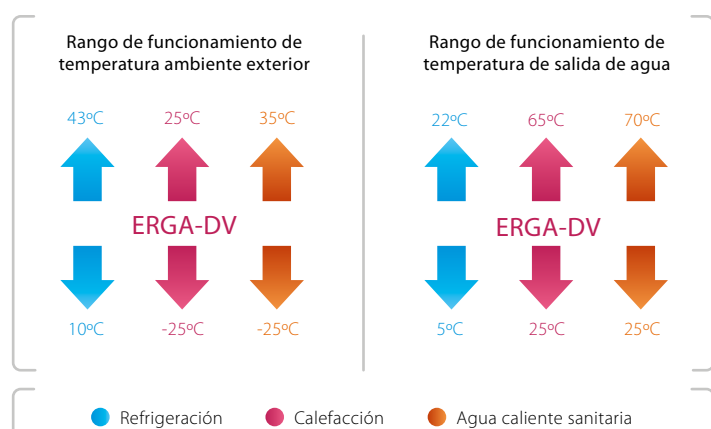 Rango de funcionamiento de
temperatura ambiente exterior
43ºC 25ºC 35ºC
ERGA-DV
10ºC -25ºC -25ºC
Rango de funcionamiento de
temperatura de salida de agua
22ºC 65ºC 70ºC
ERGA-DV
5ºC 25ºC 25ºC
Refrigeración Calefacción Agua caliente sanitaria